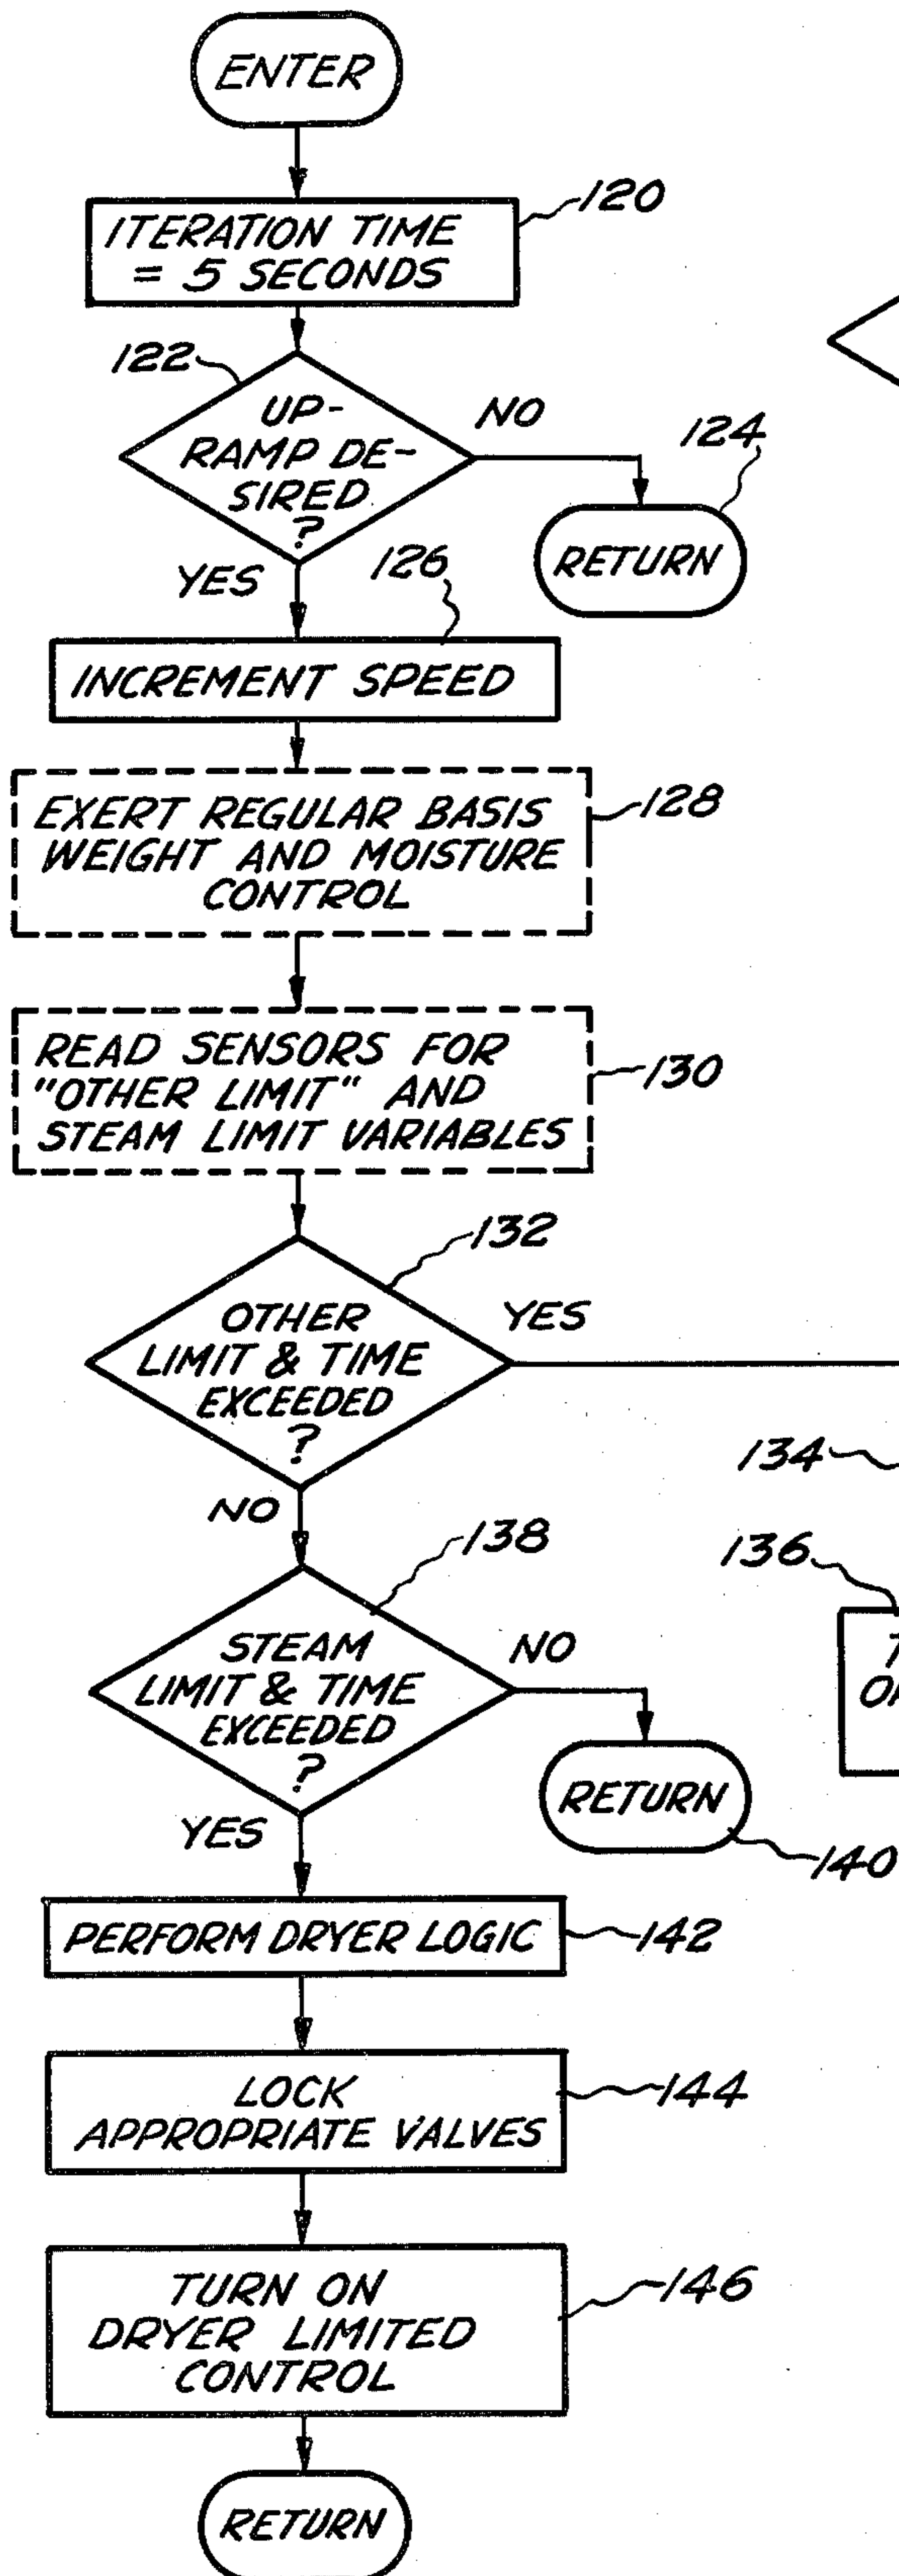 ENTER
120
ITERATION TIME
= 5 SECONDS
122
UP-
RAMP DE-
SIRED
?
NO
124
RETURN
YES
126
INCREMENT SPEED
128
EXERT REGULAR BASIS
WEIGHT AND MOISTURE
CONTROL
130
READ SENSORS FOR
"OTHER LIMIT" AND
STEAM LIMIT VARIABLES
132
OTHER
LIMIT & TIME
EXCEEDED
?
YES
134
NO
136
138
STEAM
LIMIT & TIME
EXCEEDED
?
NO
RETURN
140
YES
PERFORM DRYER LOGIC
142
LOCK
APPROPRIATE VALVES
144
TURN ON
DRYER LIMITED
CONTROL
146
RETURN